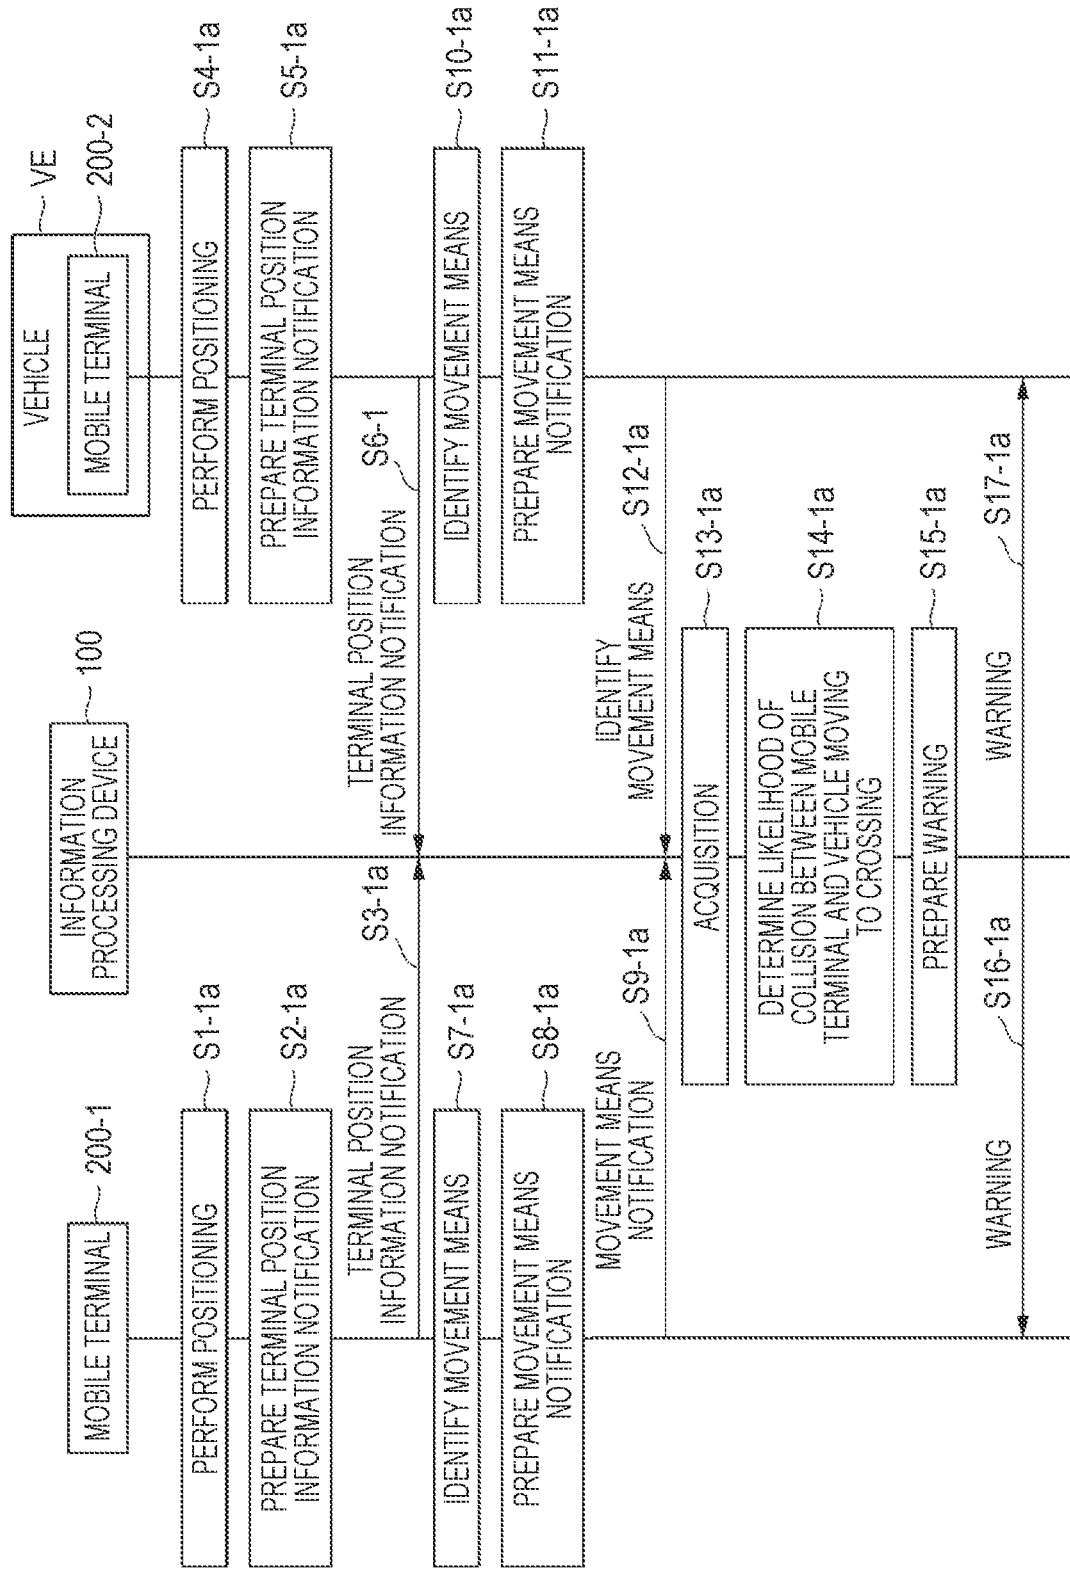 VEHICLE
VE
MOBILE TERMINAL
200-2
INFORMATION
PROCESSING DEVICE
100
MOBILE TERMINAL
200-1
PERFORM POSITIONING
S1-1a
PERFORM POSITIONING
S4-1a
PREPARE TERMINAL POSITION
INFORMATION NOTIFICATION
S2-1a
PREPARE TERMINAL POSITION
INFORMATION NOTIFICATION
S5-1a
TERMINAL POSITION
INFORMATION NOTIFICATION
S3-1a
TERMINAL POSITION
INFORMATION NOTIFICATION
S6-1
IDENTIFY MOVEMENT MEANS
S7-1a
IDENTIFY MOVEMENT MEANS
S10-1a
PREPARE MOVEMENT MEANS
NOTIFICATION
S8-1a
PREPARE MOVEMENT MEANS
NOTIFICATION
S11-1a
MOVEMENT MEANS
NOTIFICATION
S9-1a
IDENTIFY
MOVEMENT MEANS
S12-1a
ACQUISITION
S13-1a
DETERMINE LIKELIHOOD OF
COLLISION BETWEEN MOBILE
TERMINAL AND VEHICLE MOVING
TO CROSSING
S14-1a
PREPARE WARNING
S15-1a
WARNING
S16-1a
WARNING
S17-1a